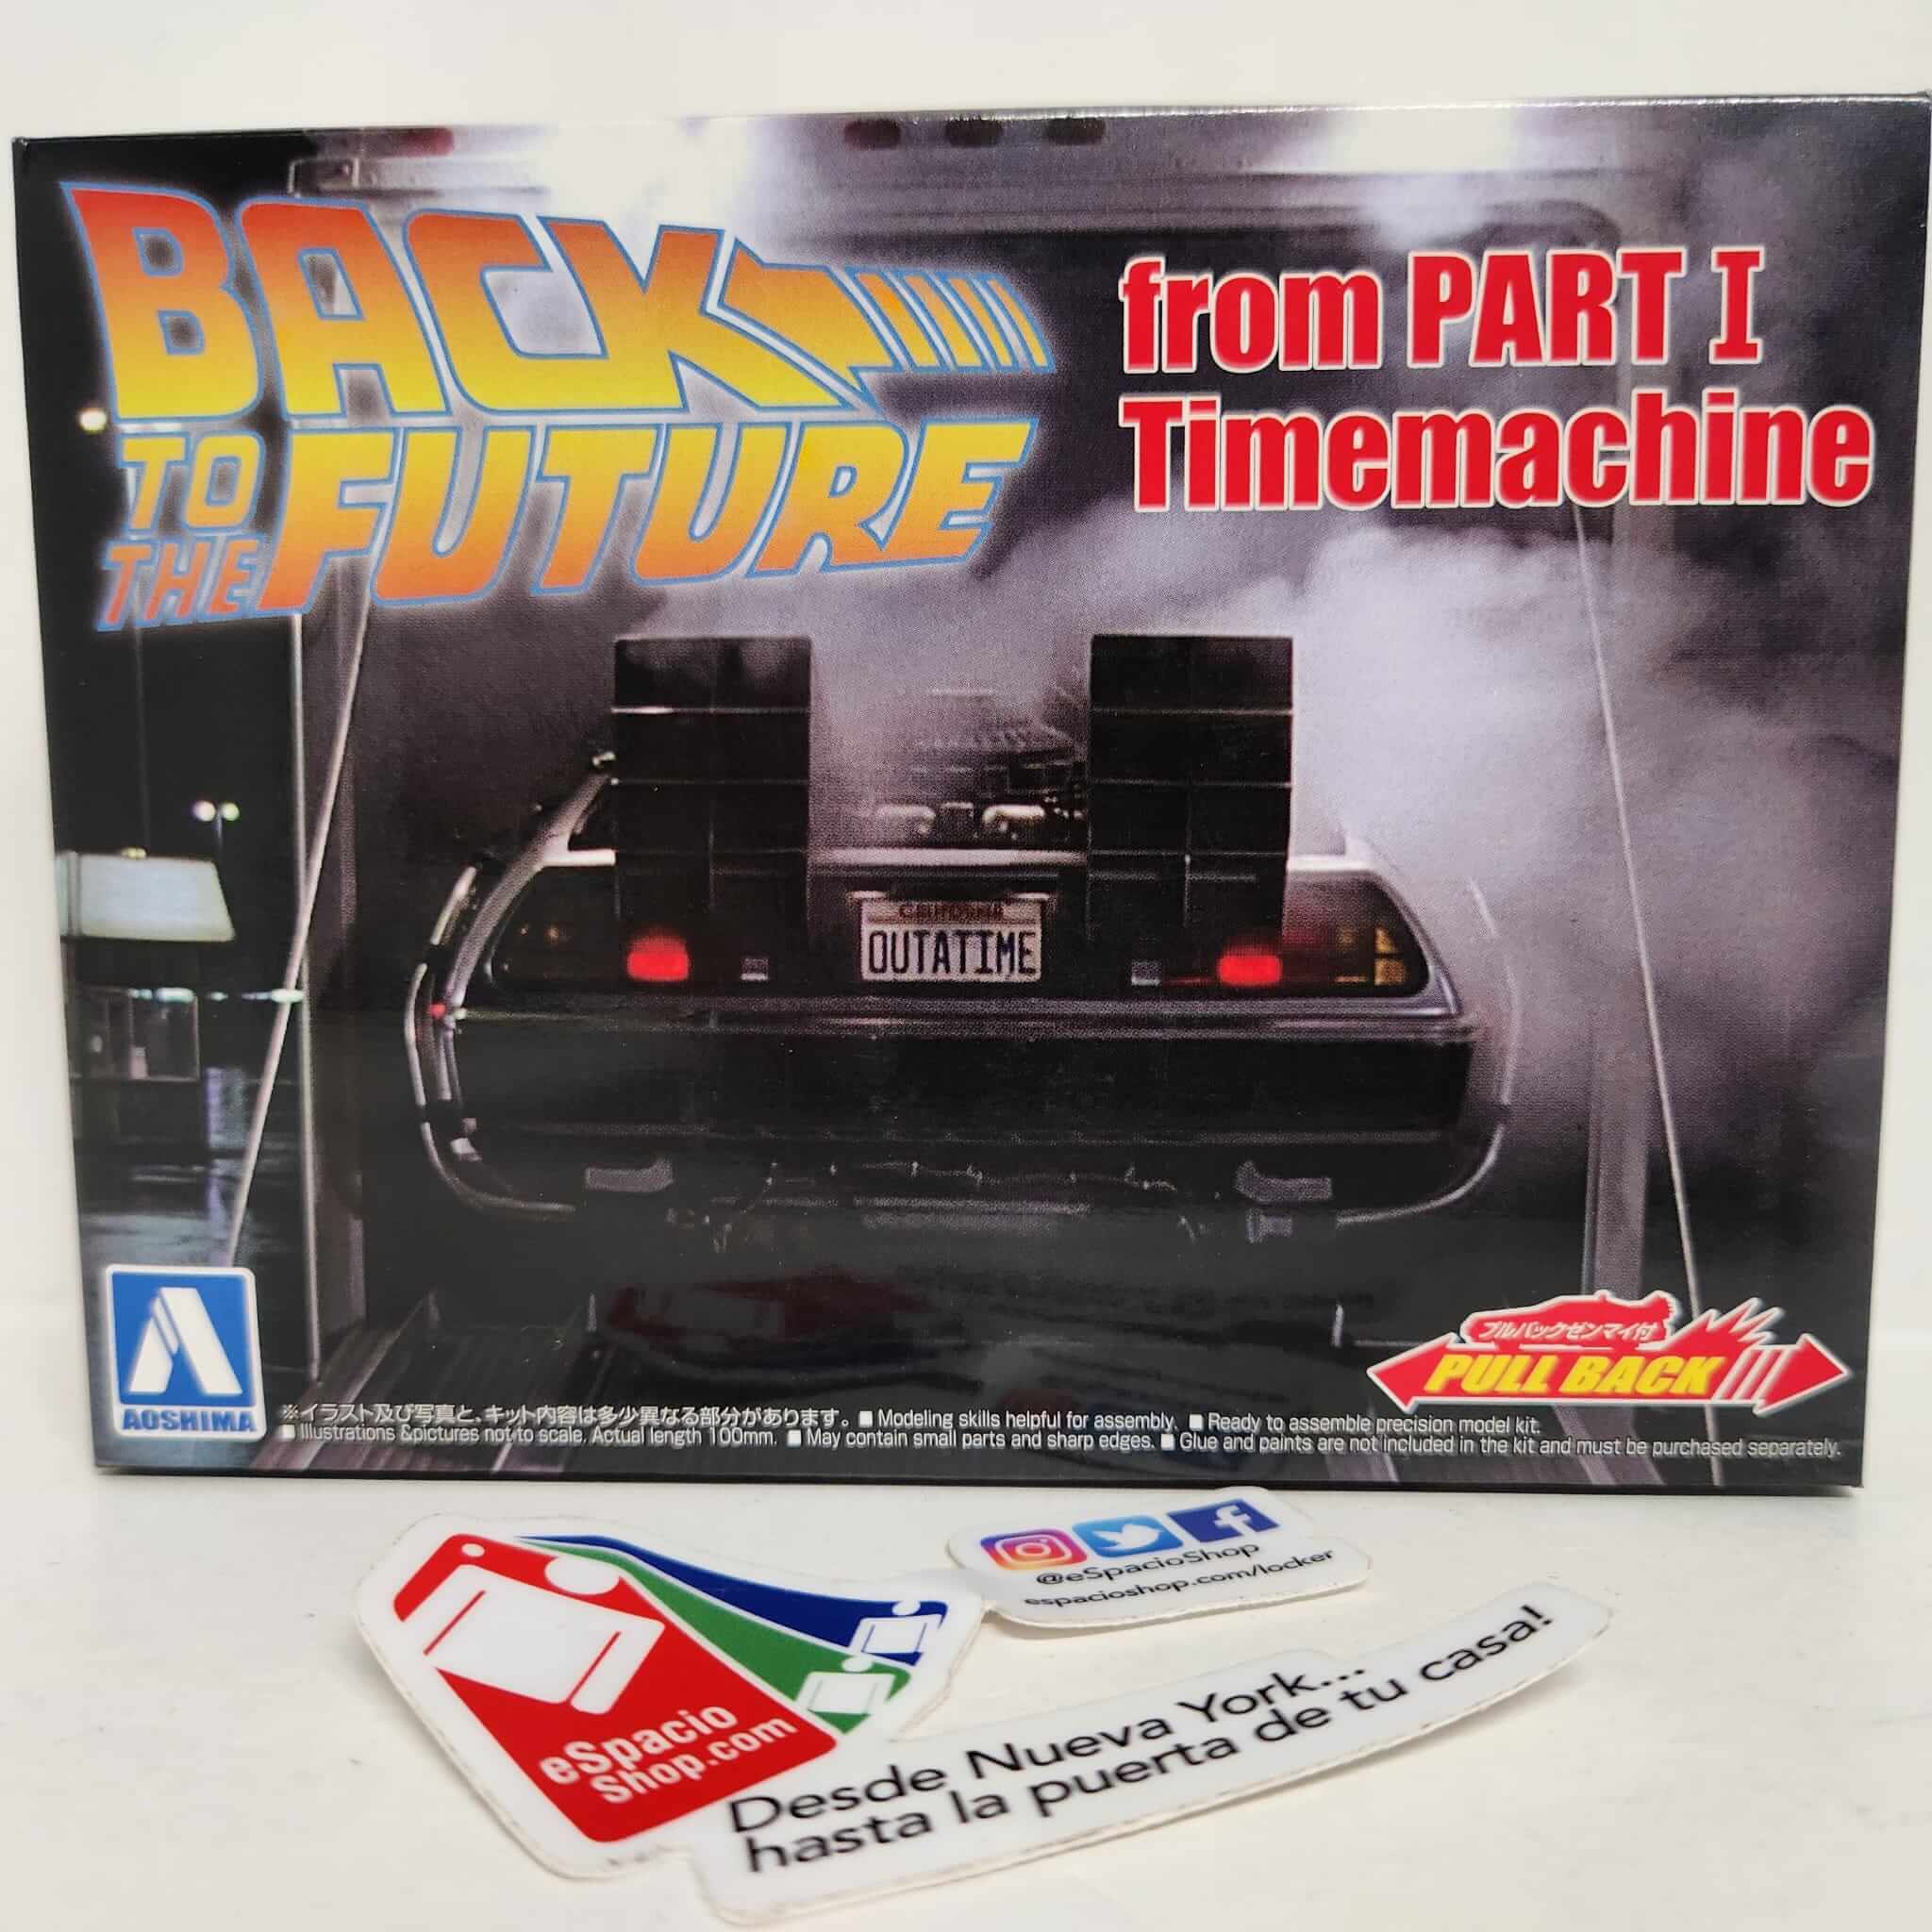 BACK
TO
THE
FUTURE
from PART I
Timemachine
CALIFORNIA
OUTATIME
プルバックゼンマイ付
PULL BACK
AOSHIMA
※イラスト及び写真と、キット内容は多少異なる部分があります。■ Modeling skills helpful for assembly. ■ Ready to assemble precision model kit.
■ Illustrations &pictures not to scale. Actual length 100mm. ■ May contain small parts and sharp edges. ■ Glue and paints are not included in the kit and must be purchased separately.
@eSpacioShop
espacioshop.com/locker
eSpacio
Shop.com
Desde Nueva York...
hasta la puerta de tu casa!